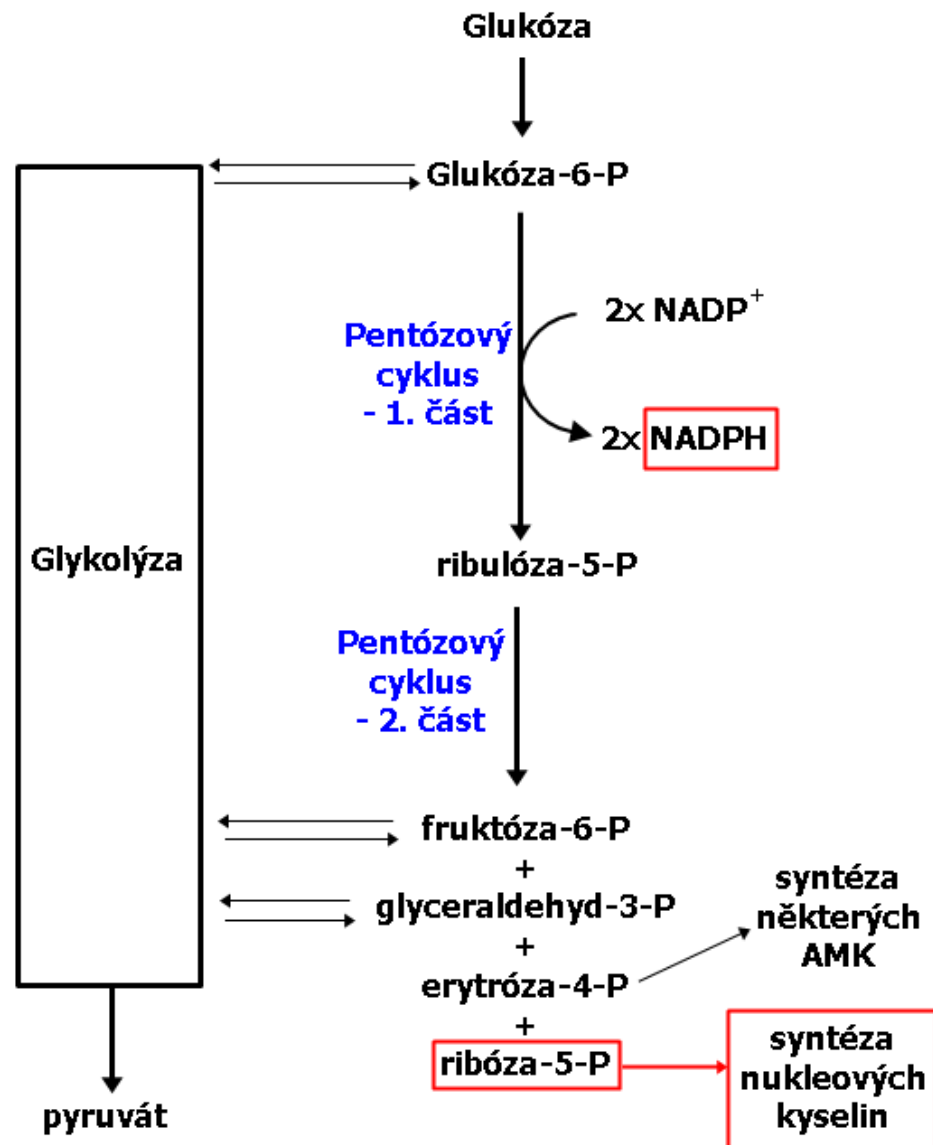 Glukóza
Glukóza-6-P
2x NADP+
Pentózový
cyklus
- 1. část
2x NADPH
Glykolýza
ribulóza-5-P
Pentózový
cyklus
- 2. část
fruktóza-6-P
+
glyceraldehyd-3-P
+
erytróza-4-P
+
ribóza-5-P
syntéza
některých
AMK
syntéza
nukleových
kyselin
pyruvát